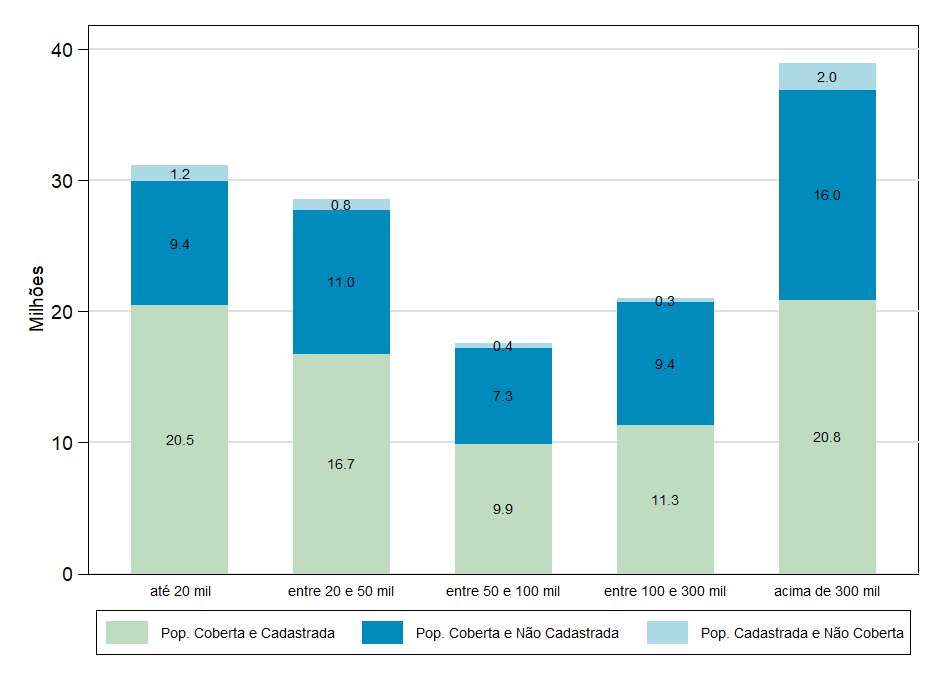 40
30
20
10
0
Milhões
1.2
9.4
20.5
0.8
11.0
16.7
0.4
7.3
9.9
0.3
9.4
11.3
2.0
16.0
20.8
até 20 mil
entre 20 e 50 mil
entre 50 e 100 mil
entre 100 e 300 mil
acima de 300 mil
Pop. Coberta e Cadastrada
Pop. Coberta e Não Cadastrada
Pop. Cadastrada e Não Coberta